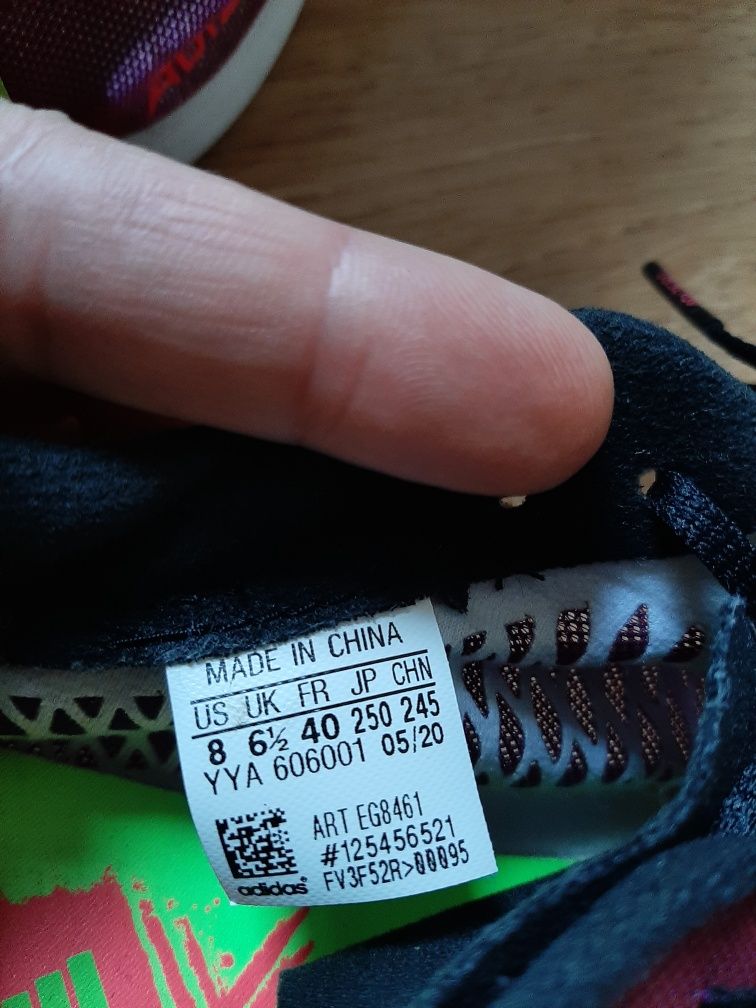 MADE IN CHINA
US UK FR JP CHN
8 6½ 40 250 245
YYA 606001 05/20
ART EG8461
#125456521
FV3F52R>00095
adidas